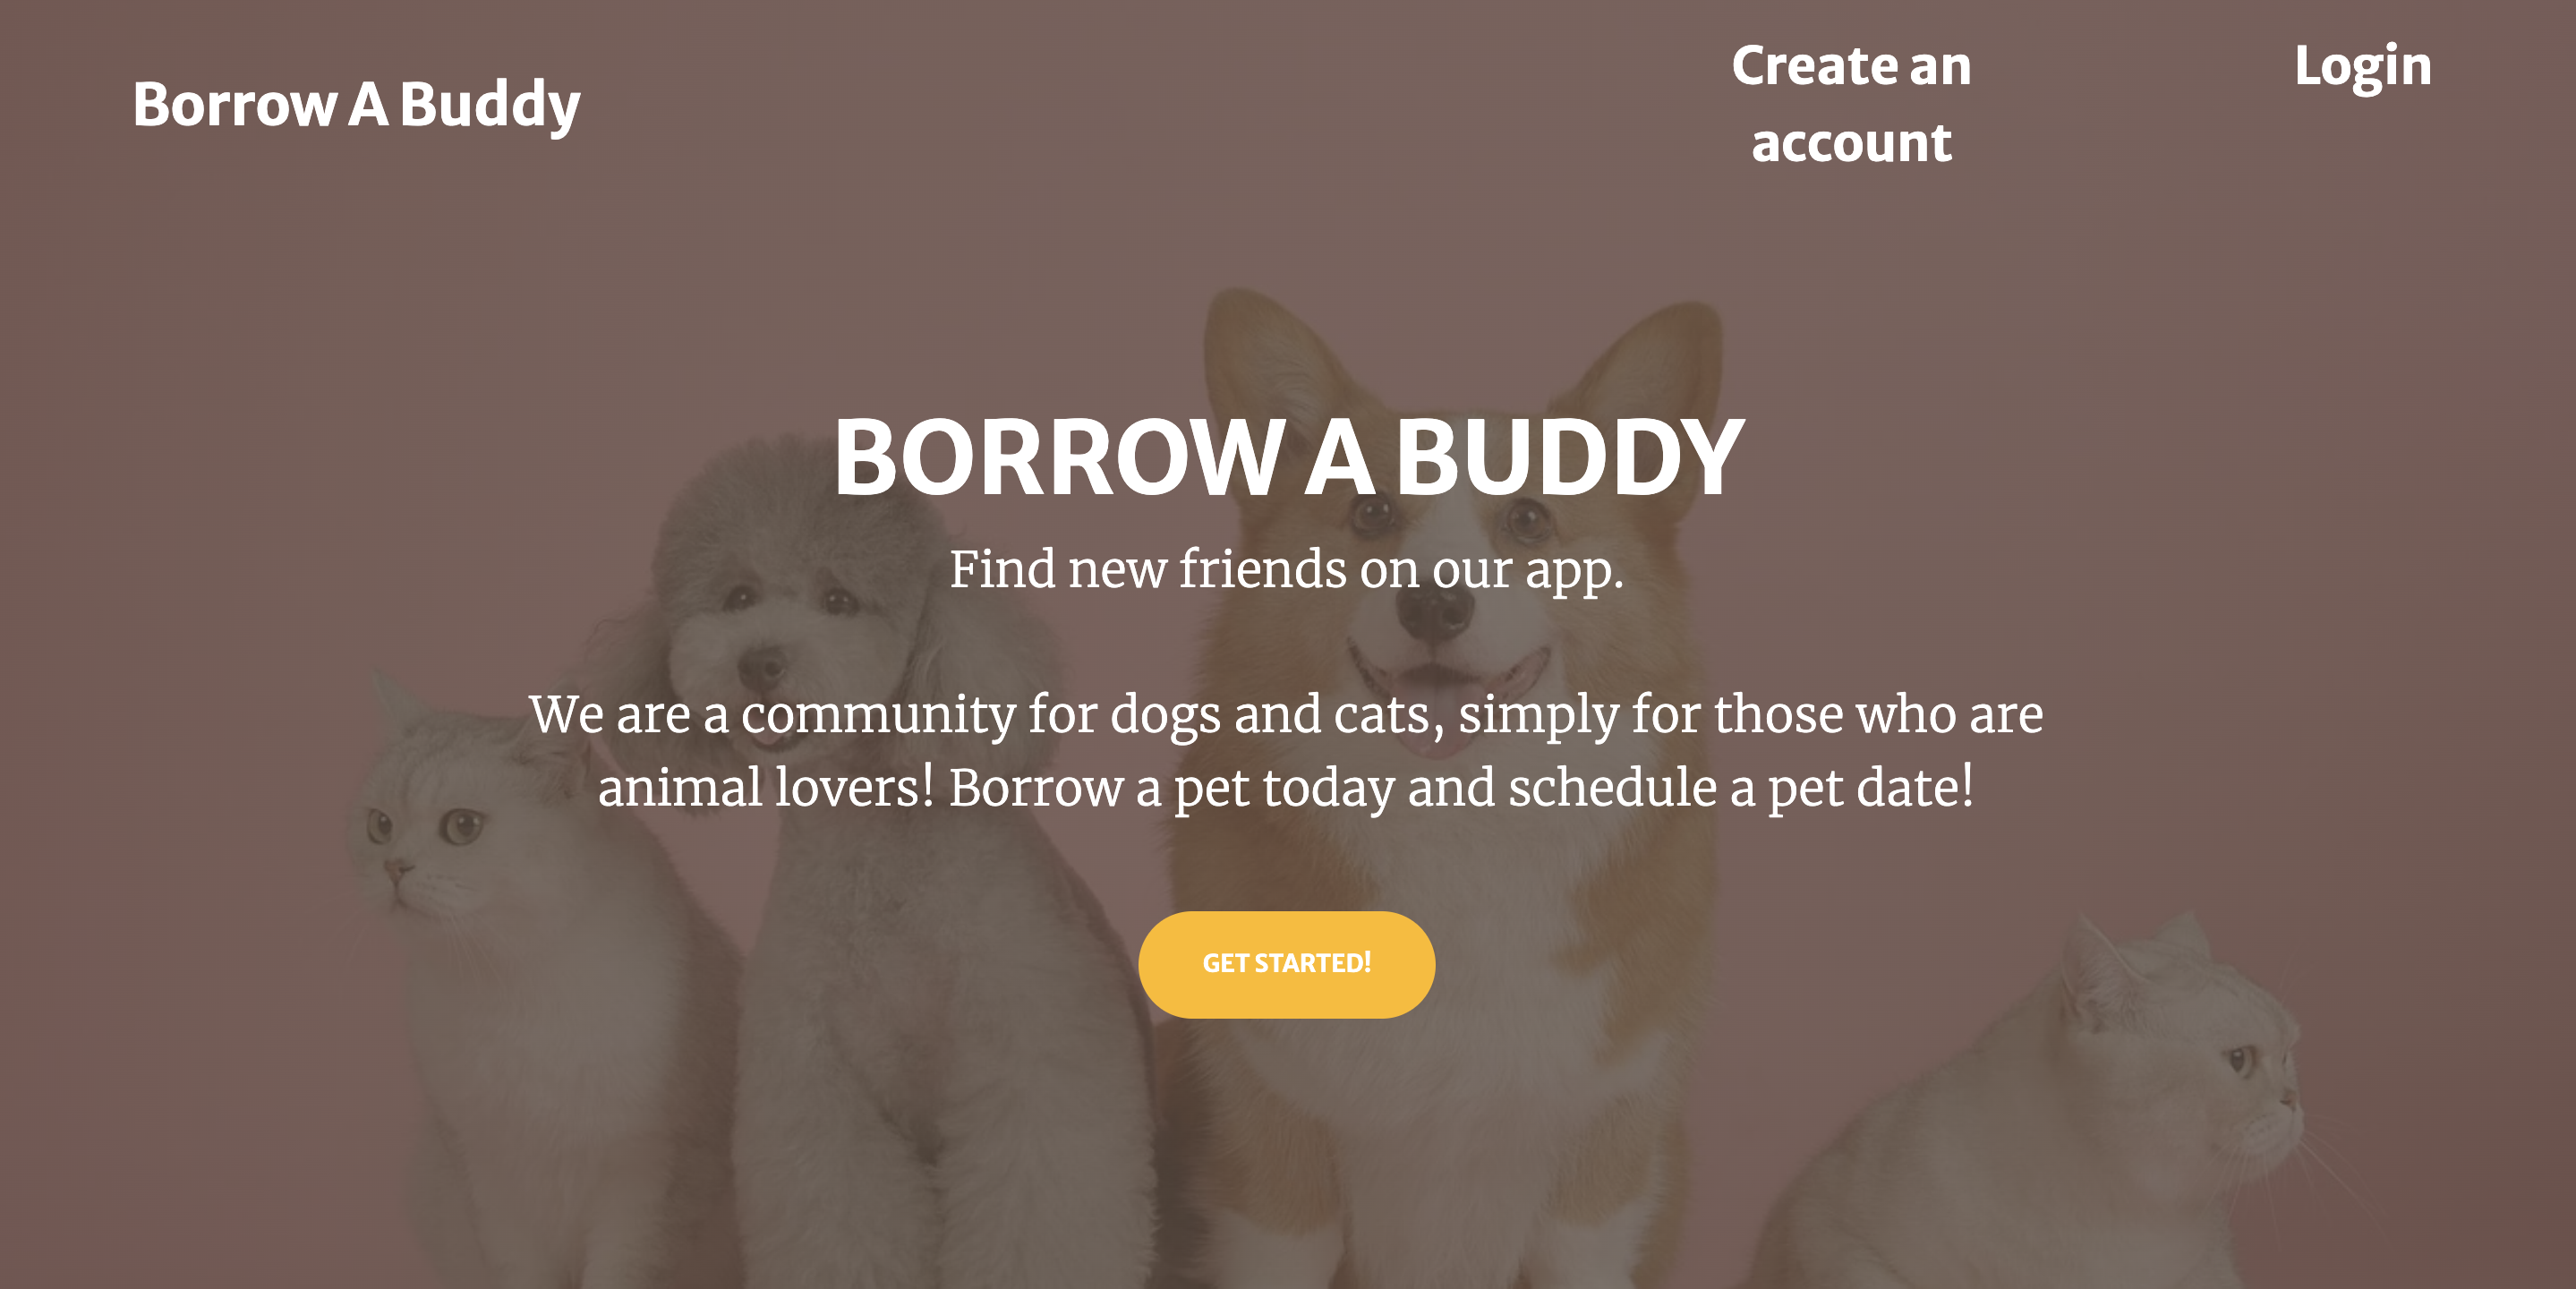 Borrow A Buddy
Create an
account
Login
BORROW A BUDDY
Find new friends on our app.
We are a community for dogs and cats, simply for those who are
animal lovers! Borrow a pet today and schedule a pet date!
GET STARTED!